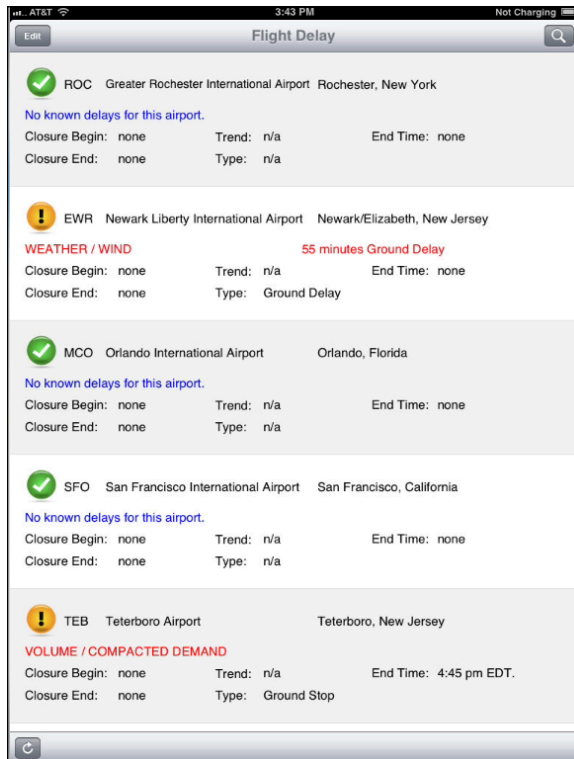 AT&T 3:43 PM Not Charging
Edit Flight Delay
ROC Greater Rochester International Airport Rochester, New York
No known delays for this airport.
Closure Begin: none Trend: n/a End Time: none
Closure End: none Type: n/a
EWR Newark Liberty International Airport Newark/Elizabeth, New Jersey
WEATHER / WIND 55 minutes Ground Delay
Closure Begin: none Trend: n/a End Time: none
Closure End: none Type: Ground Delay
MCO Orlando International Airport Orlando, Florida
No known delays for this airport.
Closure Begin: none Trend: n/a End Time: none
Closure End: none Type: n/a
SFO San Francisco International Airport San Francisco, California
No known delays for this airport.
Closure Begin: none Trend: n/a End Time: none
Closure End: none Type: n/a
TEB Teterboro Airport Teterboro, New Jersey
VOLUME / COMPACTED DEMAND
Closure Begin: none Trend: n/a End Time: 4:45 pm EDT.
Closure End: none Type: Ground Stop